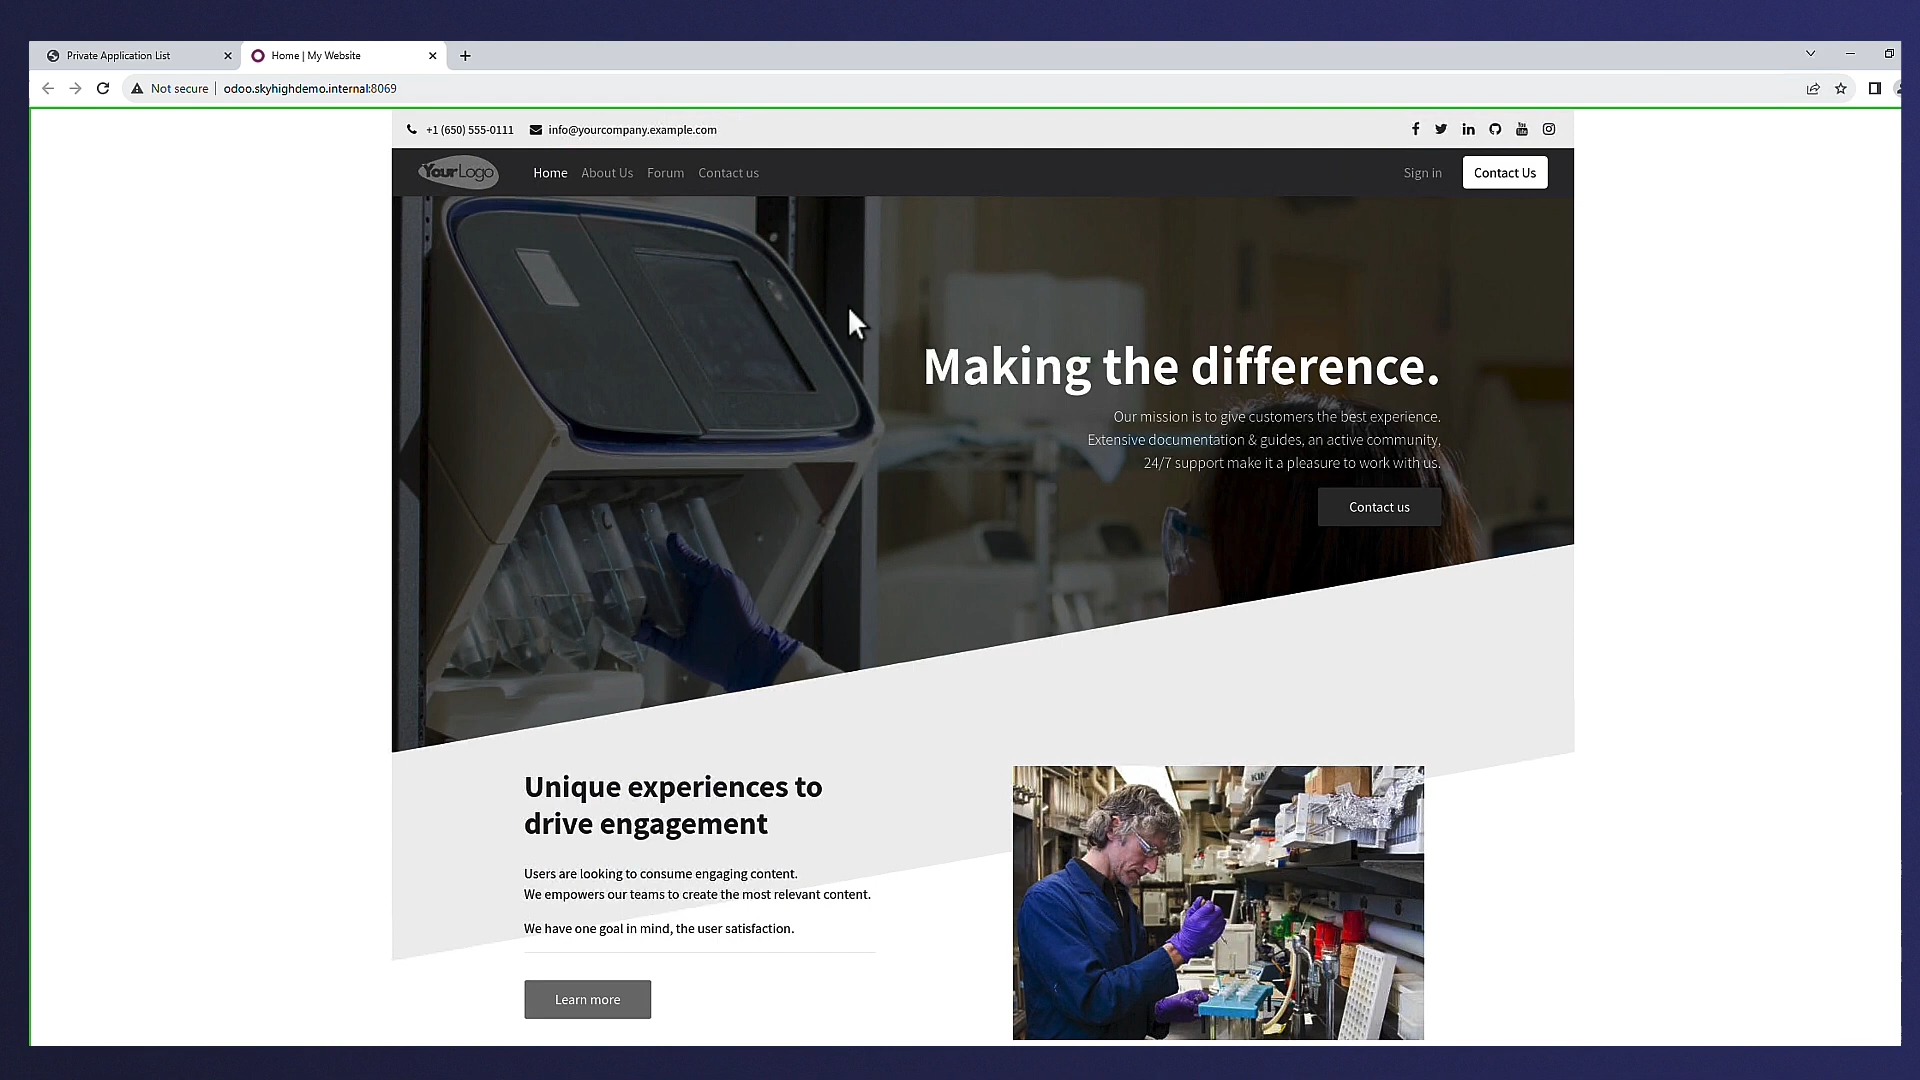 Private Application List
Home | My Website
Not secure
odoo.skyhighdemo.internal:8069
+1 (650) 555-0111
info@yourcompany.example.com
YourLogo
Home
About Us
Forum
Contact us
Sign in
Contact Us
Making the difference.
Our mission is to give customers the best experience.
Extensive documentation & guides, an active community,
24/7 support make it a pleasure to work with us.
Contact us
Unique experiences to
drive engagement
Users are looking to consume engaging content.
We empowers our teams to create the most relevant content.
We have one goal in mind, the user satisfaction.
Learn more